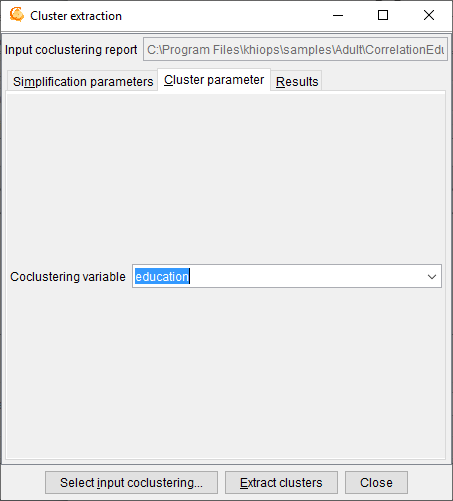 Cluster extraction
Input coclustering report C:\Program Files\khiops\samples\Adult\CorrelationEdu
Simplification parameters Cluster parameter Results
Coclustering variable education
Select input coclustering... Extract clusters Close